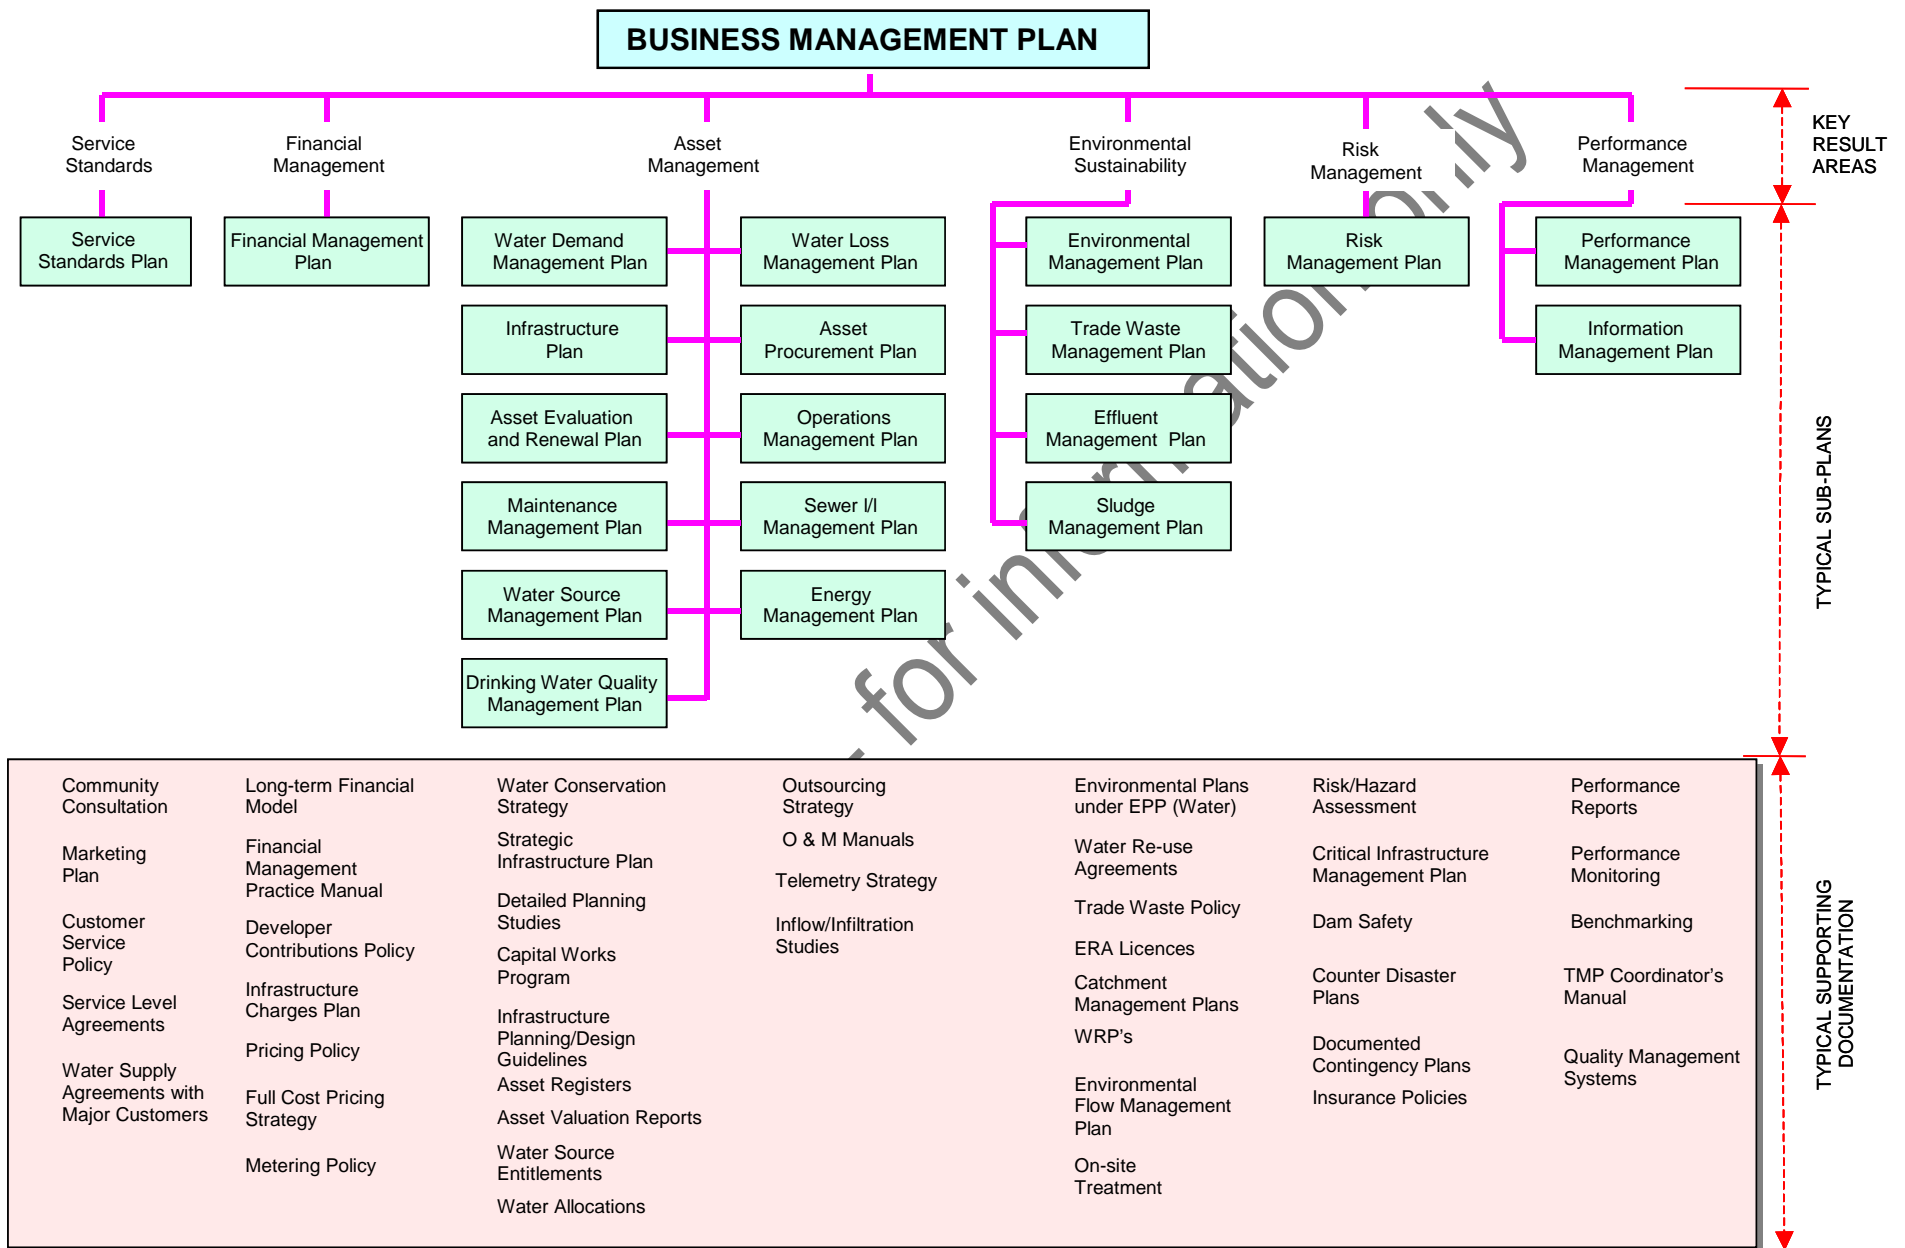 BUSINESS MANAGEMENT PLAN
Service
Standards
Financial
Management
Asset
Management
Environmental
Sustainability
Risk
Management
Performance
Management
KEY
RESULT
AREAS
Service
Standards Plan
Financial Management
Plan
Water Demand
Management Plan
Water Loss
Management Plan
Environmental
Management Plan
Risk
Management Plan
Performance
Management Plan
Infrastructure
Plan
Asset
Procurement Plan
Trade Waste
Management Plan
Information
Management Plan
Asset Evaluation
and Renewal Plan
Operations
Management Plan
Effluent
Management Plan
Maintenance
Management Plan
Sewer I/I
Management Plan
Sludge
Management Plan
Water Source
Management Plan
Energy
Management Plan
Drinking Water Quality
Management Plan
TYPICAL SUB-PLANS
- for information only
Community
Consultation
Marketing
Plan
Customer
Service
Policy
Service Level
Agreements
Water Supply
Agreements with
Major Customers
Long-term Financial
Model
Financial
Management
Practice Manual
Developer
Contributions Policy
Infrastructure
Charges Plan
Pricing Policy
Full Cost Pricing
Strategy
Metering Policy
Water Conservation
Strategy
Strategic
Infrastructure Plan
Detailed Planning
Studies
Capital Works
Program
Infrastructure
Planning/Design
Guidelines
Asset Registers
Asset Valuation Reports
Water Source
Entitlements
Water Allocations
Outsourcing
Strategy
O & M Manuals
Telemetry Strategy
Inflow/Infiltration
Studies
Environmental Plans
under EPP (Water)
Water Re-use
Agreements
Trade Waste Policy
ERA Licences
Catchment
Management Plans
WRP's
Environmental
Flow Management
Plan
On-site
Treatment
Risk/Hazard
Assessment
Critical Infrastructure
Management Plan
Dam Safety
Counter Disaster
Plans
Documented
Contingency Plans
Insurance Policies
Performance
Reports
Performance
Monitoring
Benchmarking
TMP Coordinator's
Manual
Quality Management
Systems
TYPICAL SUPPORTING
DOCUMENTATION